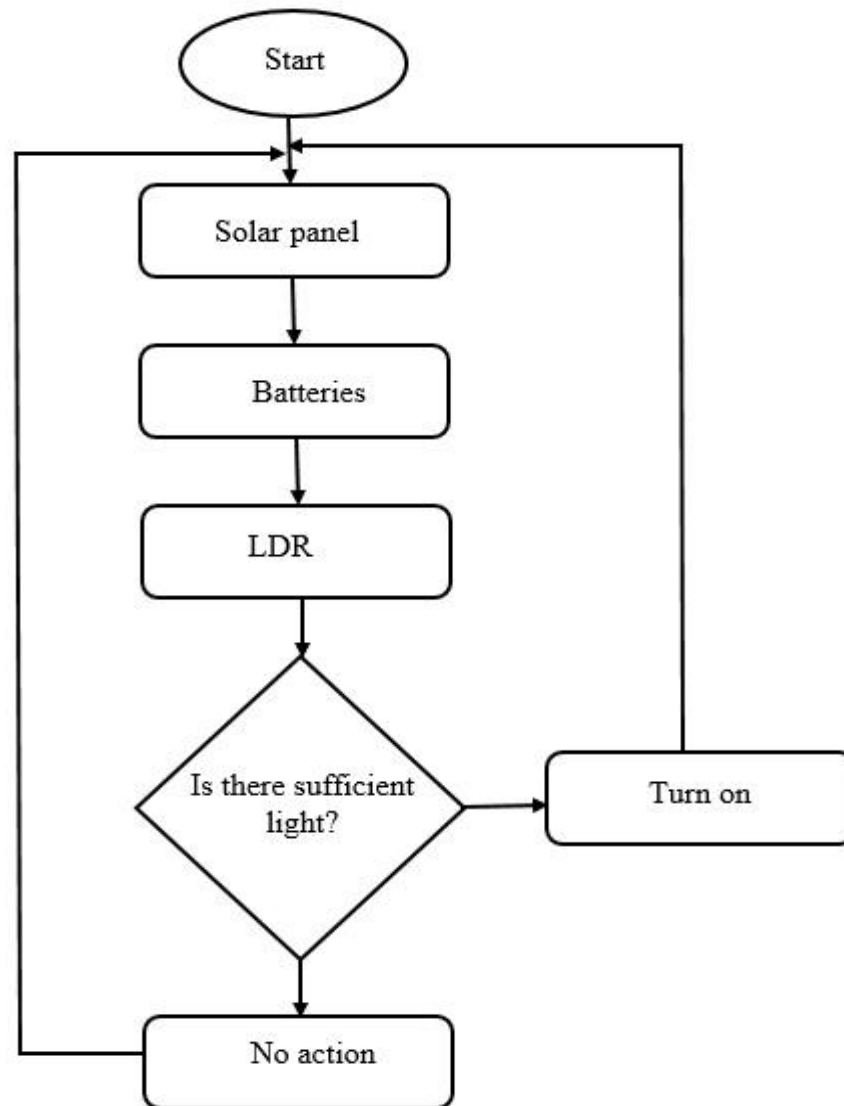 Start
Solar panel
Batteries
LDR
Is there sufficient
light?
Turn on
No action